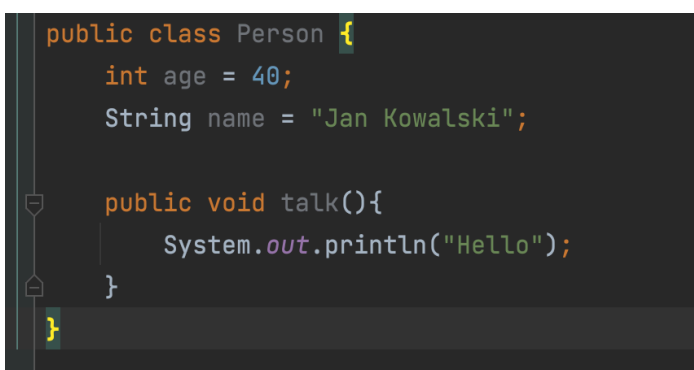 public class Person {
    int age = 40;
    String name = "Jan Kowalski";
    public void talk(){
        System.out.println("Hello");
    }
}